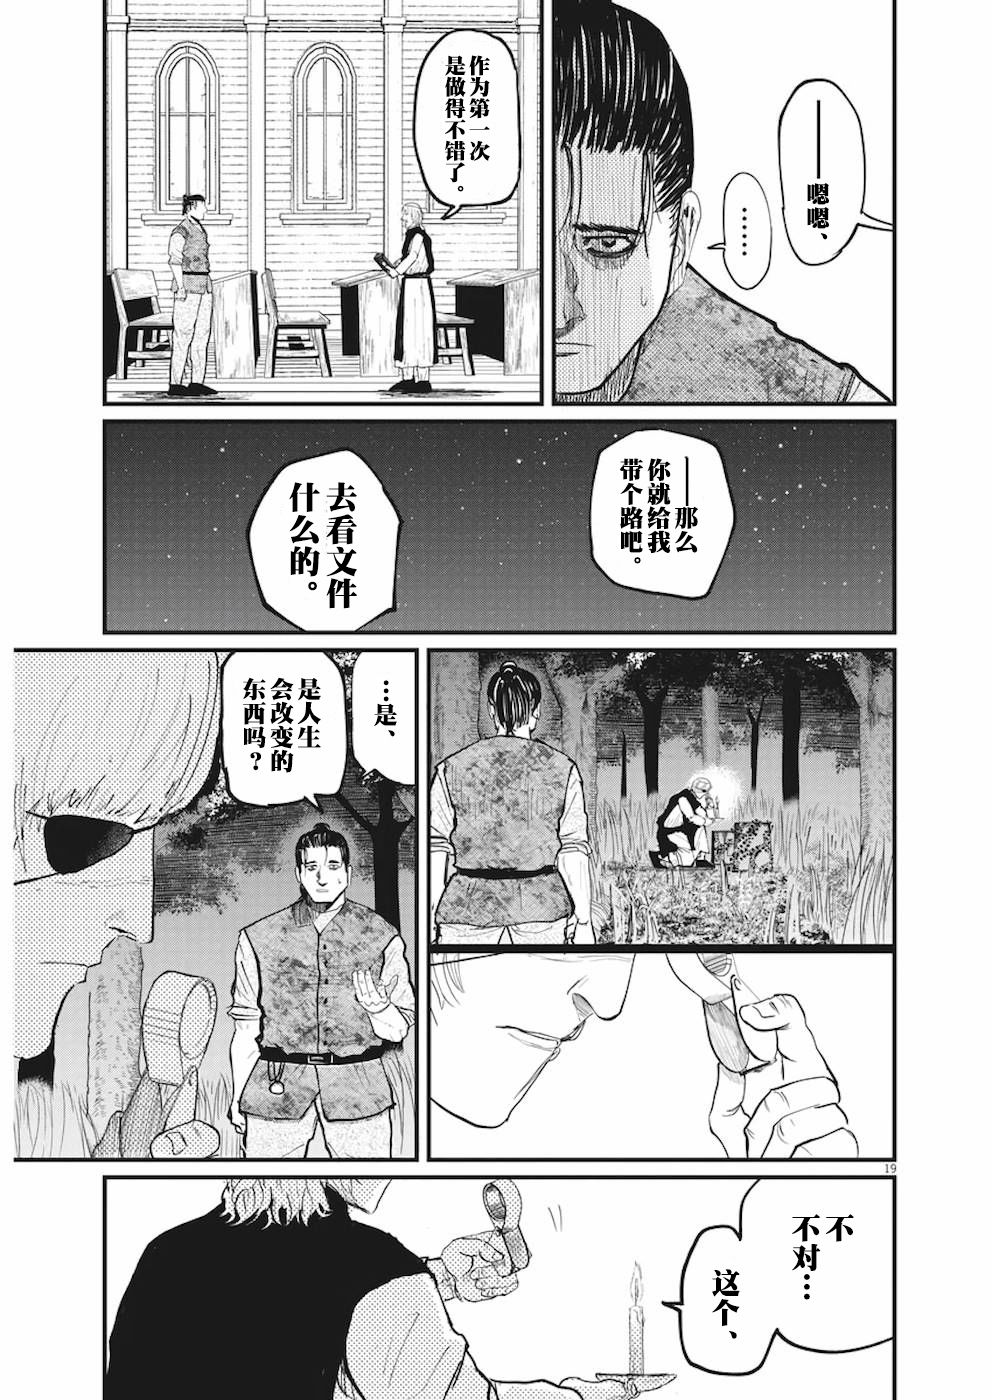 ——嗯嗯、
……
作为第一次
是做得不错了。
——那么
你就给我
带个路吧。
去看文件
什么的。
…是、
是人生
会改变的
东西吗？
19
不
不对…
这个、